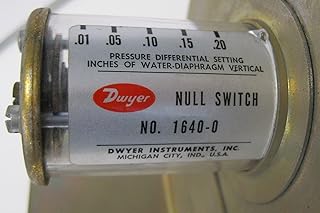 .01 .05 .10 .15 .20
PRESSURE DIFFERENTIAL SETTING
INCHES OF WATER-DIAPHRAGM VERTICAL
Dwyer NULL SWITCH
NO. 1640-0
DWYER INSTRUMENTS, INC.
MICHIGAN CITY, IND., U.S.A.